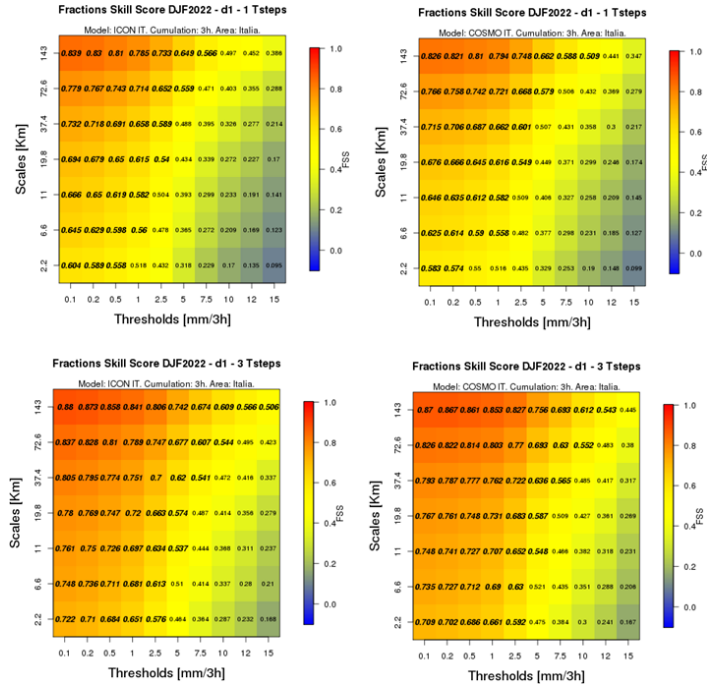 Fractions Skill Score DJF2022 - d1 - 1 Tsteps
Model: ICON IT. Cumulation: 3h. Area: Italia.
Scales [Km]
143 0.839 0.83 0.81 0.785 0.733 0.649 0.566 0.497 0.452 0.386
72.6 0.779 0.767 0.743 0.714 0.652 0.559 0.471 0.403 0.355 0.288
37.4 0.732 0.718 0.691 0.658 0.589 0.488 0.395 0.326 0.277 0.214
19.8 0.694 0.679 0.65 0.615 0.54 0.434 0.339 0.272 0.227 0.17
11 0.666 0.65 0.619 0.582 0.504 0.393 0.299 0.233 0.191 0.141
6.6 0.645 0.629 0.598 0.56 0.478 0.365 0.272 0.209 0.169 0.123
2.2 0.604 0.589 0.558 0.518 0.432 0.318 0.229 0.17 0.135 0.095
0.1 0.2 0.5 1 2.5 5 7.5 10 12 15
Thresholds [mm/3h]
1.0
0.8
0.6
0.4
0.2
0.0
FSS
Fractions Skill Score DJF2022 - d1 - 1 Tsteps
Model: COSMO IT. Cumulation: 3h. Area: Italia.
Scales [Km]
143 0.826 0.821 0.81 0.794 0.748 0.662 0.588 0.509 0.441 0.347
72.6 0.766 0.758 0.742 0.721 0.668 0.579 0.506 0.432 0.369 0.279
37.4 0.715 0.706 0.687 0.662 0.601 0.507 0.431 0.358 0.3 0.217
19.8 0.676 0.666 0.645 0.616 0.549 0.449 0.371 0.299 0.246 0.174
11 0.646 0.635 0.612 0.582 0.509 0.406 0.327 0.258 0.209 0.145
6.6 0.625 0.614 0.59 0.558 0.482 0.377 0.298 0.231 0.185 0.127
2.2 0.583 0.574 0.55 0.516 0.435 0.329 0.253 0.19 0.148 0.099
0.1 0.2 0.5 1 2.5 5 7.5 10 12 15
Thresholds [mm/3h]
1.0
0.8
0.6
0.4
0.2
0.0
FSS
Fractions Skill Score DJF2022 - d1 - 3 Tsteps
Model: ICON IT. Cumulation: 3h. Area: Italia.
Scales [Km]
143 0.88 0.873 0.858 0.841 0.806 0.742 0.674 0.609 0.566 0.506
72.6 0.837 0.828 0.81 0.789 0.747 0.677 0.607 0.544 0.495 0.423
37.4 0.805 0.795 0.774 0.751 0.7 0.62 0.541 0.472 0.416 0.337
19.8 0.78 0.769 0.747 0.72 0.663 0.574 0.487 0.414 0.356 0.279
11 0.761 0.75 0.726 0.697 0.634 0.537 0.444 0.368 0.311 0.237
6.6 0.748 0.736 0.711 0.681 0.613 0.51 0.414 0.337 0.28 0.21
2.2 0.722 0.71 0.684 0.651 0.576 0.464 0.364 0.287 0.232 0.168
0.1 0.2 0.5 1 2.5 5 7.5 10 12 15
Thresholds [mm/3h]
1.0
0.8
0.6
0.4
0.2
0.0
FSS
Fractions Skill Score DJF2022 - d1 - 3 Tsteps
Model: COSMO IT. Cumulation: 3h. Area: Italia.
Scales [Km]
143 0.87 0.867 0.861 0.853 0.827 0.756 0.693 0.612 0.543 0.445
72.6 0.826 0.822 0.814 0.803 0.77 0.693 0.63 0.552 0.483 0.38
37.4 0.793 0.787 0.777 0.762 0.722 0.636 0.565 0.485 0.417 0.317
19.8 0.767 0.761 0.748 0.731 0.683 0.587 0.509 0.427 0.361 0.269
11 0.748 0.741 0.727 0.707 0.652 0.548 0.466 0.382 0.318 0.231
6.6 0.735 0.727 0.712 0.69 0.63 0.521 0.435 0.351 0.288 0.206
2.2 0.709 0.702 0.686 0.661 0.592 0.475 0.384 0.3 0.241 0.167
0.1 0.2 0.5 1 2.5 5 7.5 10 12 15
Thresholds [mm/3h]
1.0
0.8
0.6
0.4
0.2
0.0
FSS